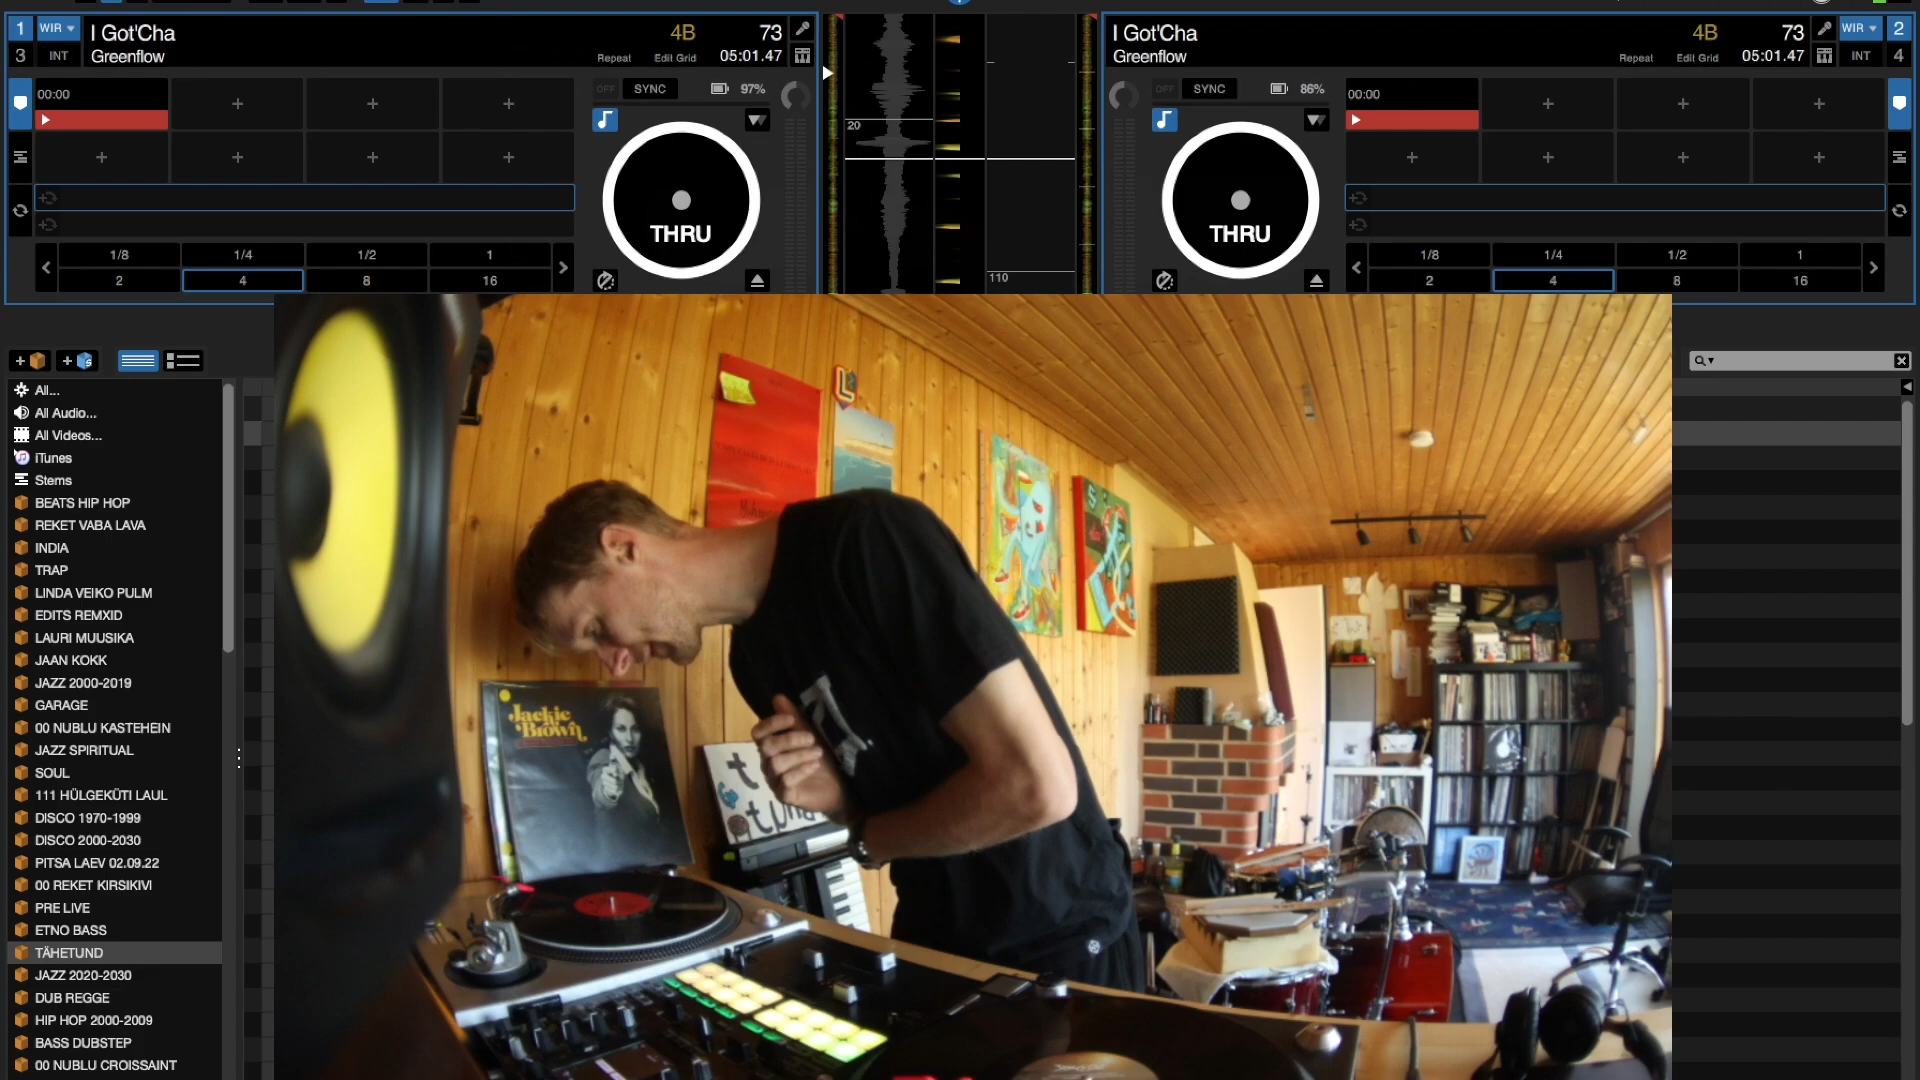 1
WIR
I Got'Cha
4B
73
3
INT
Greenflow
Repeat
Edit Grid
05:01.47
00:00
OFF
SYNC
97%
THRU
1/8
1/4
1/2
1
2
4
8
16
20
110
I Got'Cha
4B
73
WIR
2
Greenflow
Repeat
Edit Grid
05:01.47
INT
4
OFF
SYNC
86%
00:00
THRU
1/8
1/4
1/2
1
2
4
8
16
All...
All Audio...
All Videos...
iTunes
Stems
BEATS HIP HOP
REKET VABA LAVA
INDIA
TRAP
LINDA VEIKO PULM
EDITS REMXID
LAURI MUUSIKA
JAAN KOKK
JAZZ 2000-2019
GARAGE
00 NUBLU KASTEHEIN
JAZZ SPIRITUAL
SOUL
111 HÜLGEKÜTI LAUL
DISCO 1970-1999
DISCO 2000-2030
PITSA LAEV 02.09.22
00 REKET KIRSIKIVI
PRE LIVE
ETNO BASS
TÄHETUND
JAZZ 2020-2030
DUB REGGE
HIP HOP 2000-2009
BASS DUBSTEP
00 NUBLU CROISSAINT
Jackie
Brown